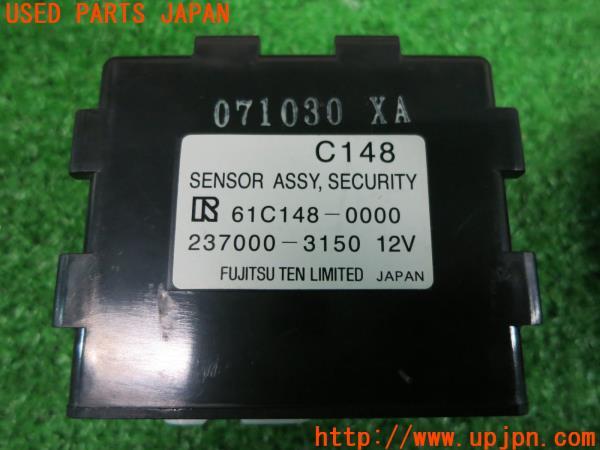 USED PARTS JAPAN
071030 XA
C148
SENSOR ASSY, SECURITY
R 61C148-0000
237000-3150 12V
FUJITSU TEN LIMITED JAPAN
http://www.upjpn.com